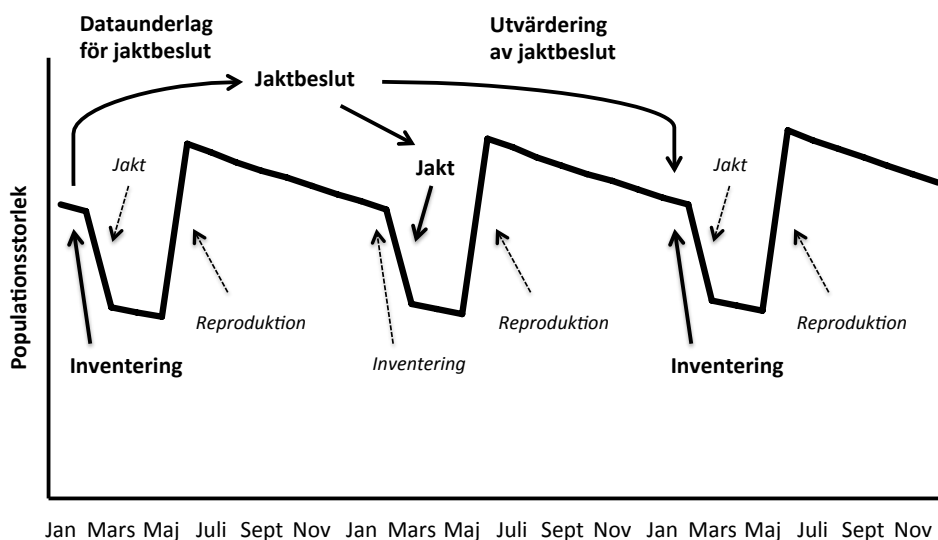 Dataunderlag
för jaktbeslut
Utvärdering
av jaktbeslut
Jaktbeslut
Jakt
Jakt
Jakt
Populationsstorlek
Reproduktion
Reproduktion
Reproduktion
Inventering
Inventering
Inventering
Jan Mars Maj Juli Sept Nov Jan Mars Maj Juli Sept Nov Jan Mars Maj Juli Sept Nov